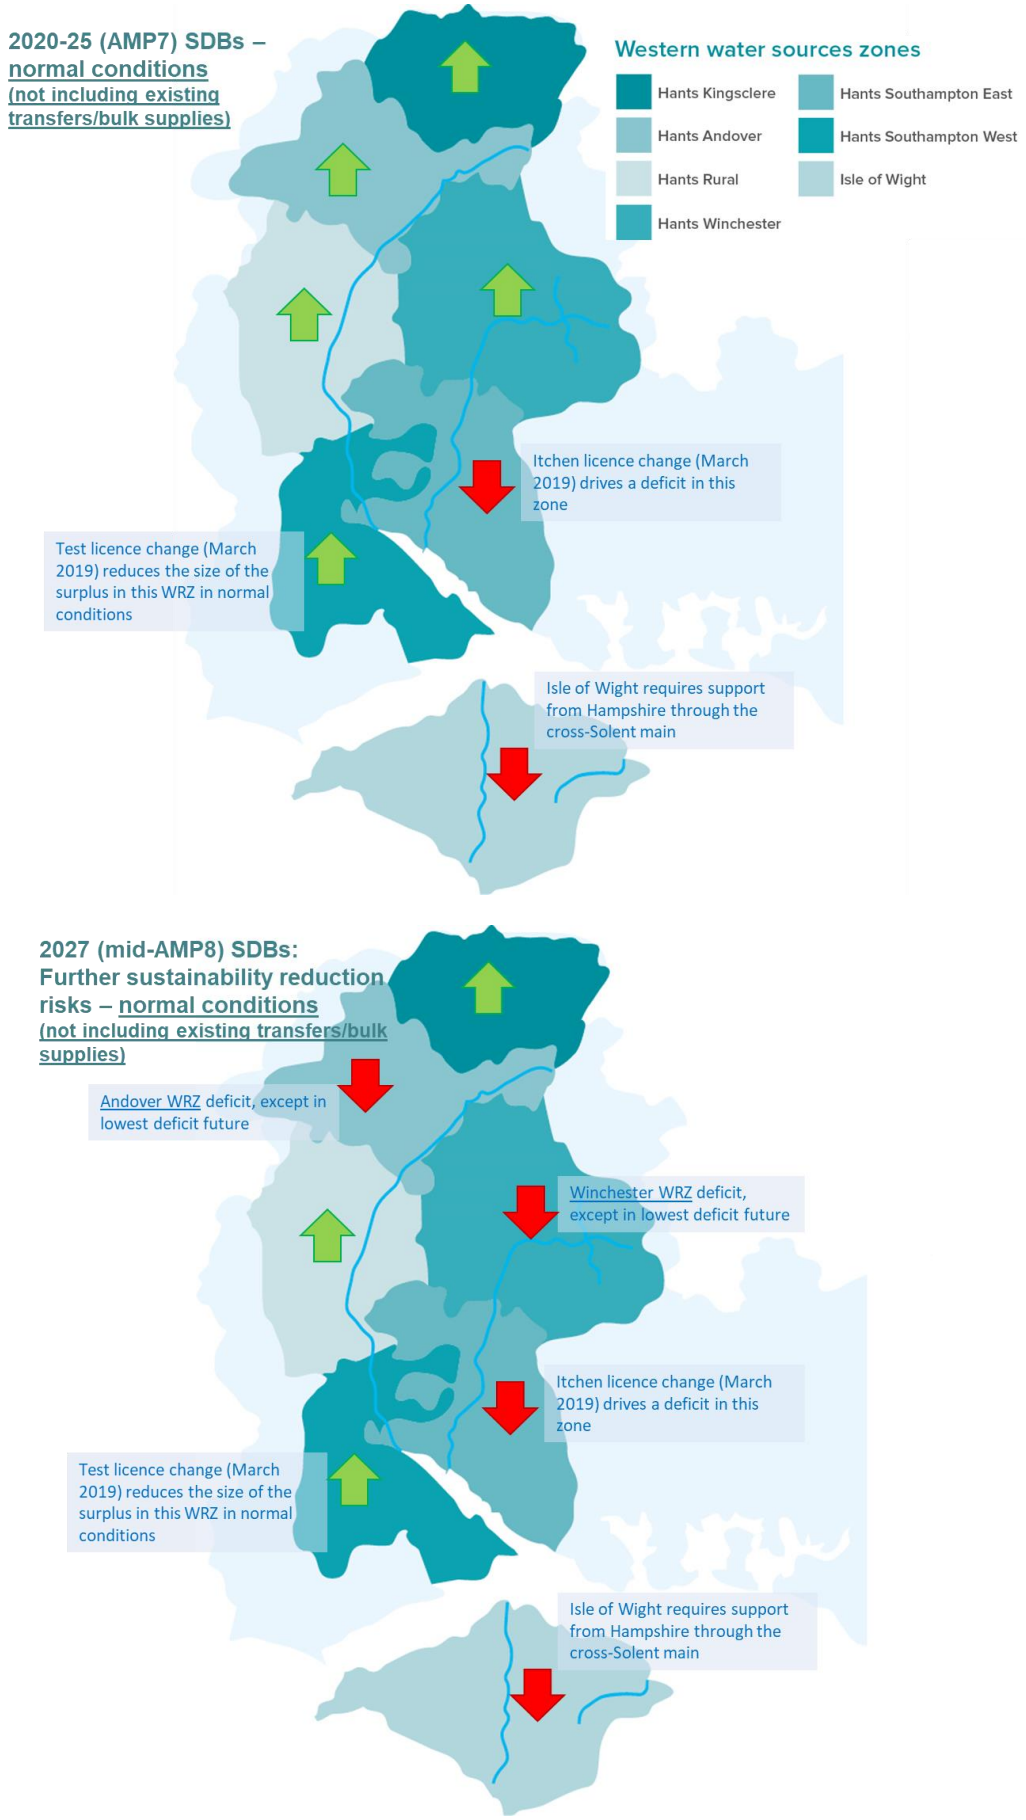 2020-25 (AMP7) SDBs –
normal conditions
(not including existing
transfers/bulk supplies)
Western water sources zones
Hants Kingsclere
Hants Southampton East
Hants Andover
Hants Southampton West
Hants Rural
Isle of Wight
Hants Winchester
Itchen licence change (March
2019) drives a deficit in this
zone
Test licence change (March
2019) reduces the size of the
surplus in this WRZ in normal
conditions
Isle of Wight requires support
from Hampshire through the
cross-Solent main
2027 (mid-AMP8) SDBs:
Further sustainability reduction
risks – normal conditions
(not including existing transfers/bulk
supplies)
Andover WRZ deficit, except in
lowest deficit future
Winchester WRZ deficit,
except in lowest deficit future
Itchen licence change (March
2019) drives a deficit in this
zone
Test licence change (March
2019) reduces the size of the
surplus in this WRZ in normal
conditions
Isle of Wight requires support
from Hampshire through the
cross-Solent main